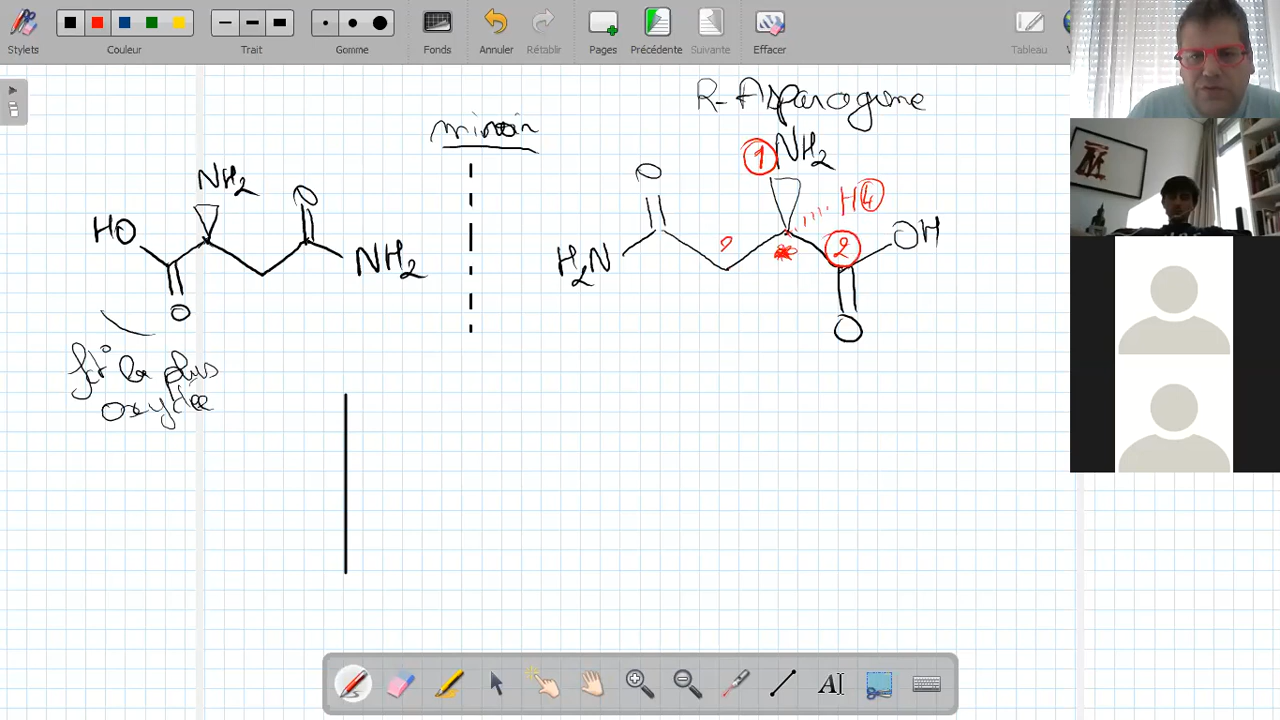 Stylets
Couleur
Trait
Gomme
Fonds
Annuler
Rétablir
Pages
Précédente
Suivante
Effacer
Tableau
R-Asparagine
miroir
1 NH2
NH2
O
O
H 4
HO
2
OH
NH2
H2N
*
O
O
fct° la plus
oxydée